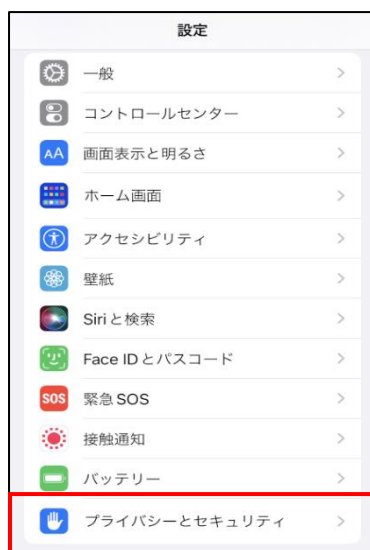 設定
一般
コントロールセンター
AA 画面表示と明るさ
ホーム画面
アクセシビリティ
壁紙
Siriと検索
Face IDとパスコード
SOS 緊急SOS
接触通知
バッテリー
プライバシーとセキュリティ